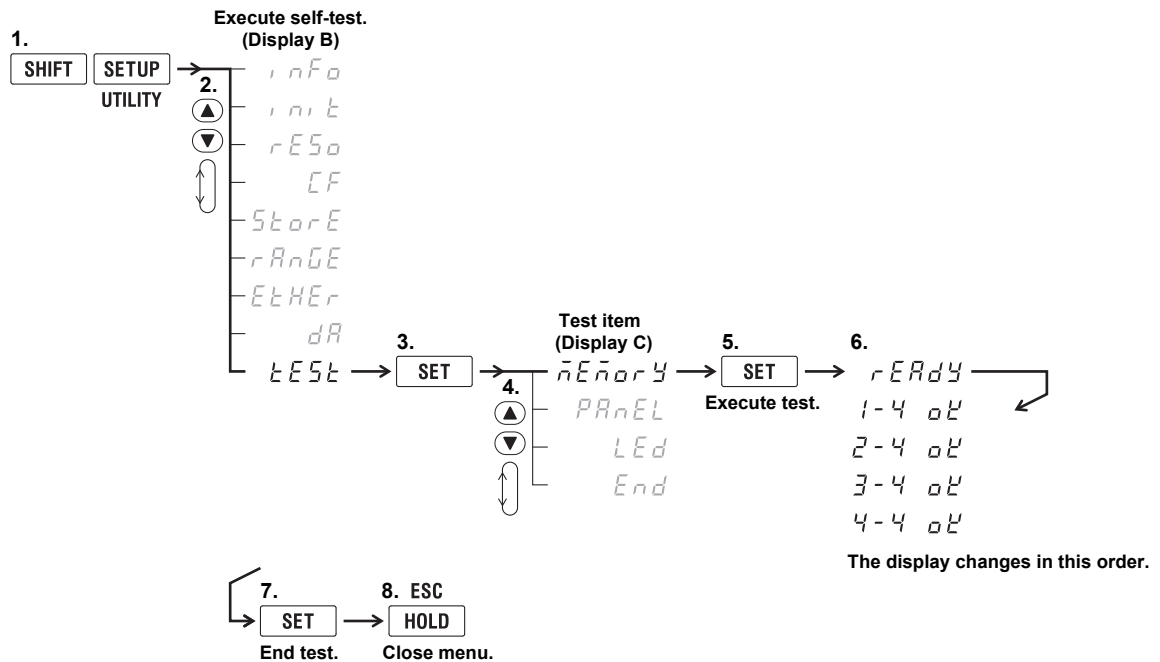 Execute self-test.
(Display B)
1.
SHIFT SETUP
UTILITY
2.
inFo
init
rESo
CF
StorE
rAnGE
EtHEr
dA
tESt
3.
SET
4.
Test item
(Display C)
mEmorY
PAnEL
LEd
End
5.
SET
Execute test.
6.
rEAdY
1-4 ok
2-4 ok
3-4 ok
4-4 ok
The display changes in this order.
7.
SET
End test.
8. ESC
HOLD
Close menu.